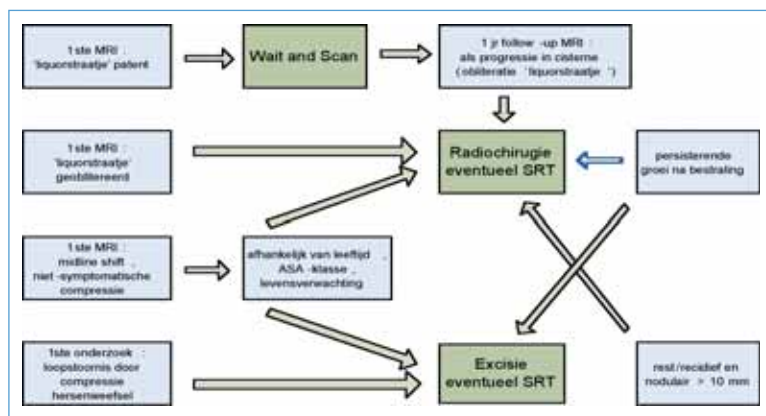 1ste MRI :
'liquorstraatje' patent
Wait and Scan
1 jr follow -up MRI :
als progressie in cisterne
(obliteratie 'liquorstraatje ')
1ste MRI :
'liquorstraatje'
geoblitereerd
Radiochirugie
eventueel SRT
persisterende
groei na bestraling
1ste MRI :
midline shift ,
niet -symptomatische
compressie
afhankelijk van leeftijd ,
ASA -klasse ,
levensverwachting
1ste onderzoek :
loopstoornis door
compressie
hersenweefsel
Excisie
eventueel SRT
rest /recidief en
nodulair > 10 mm